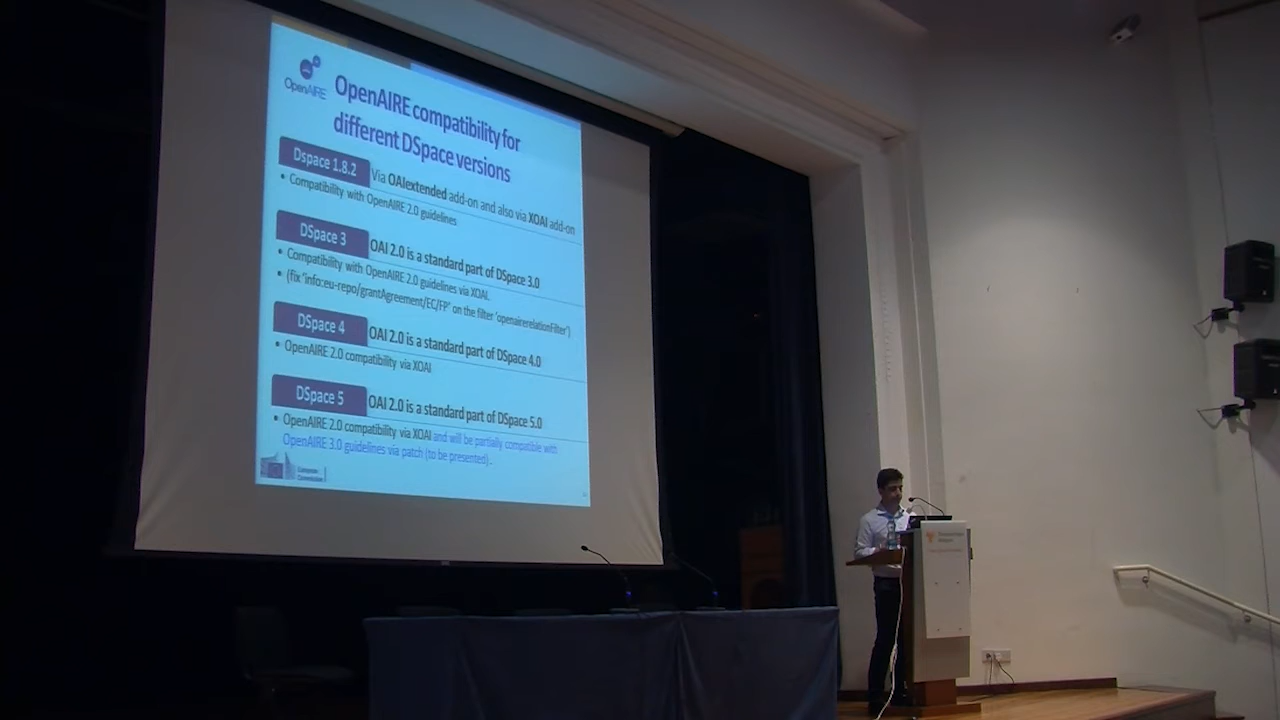 OpenAIRE
OpenAIRE compatibility for
different DSpace versions
Dspace 1.8.2
Via OAIextended add-on and also via XOAI add-on
• Compatibility with OpenAIRE 2.0 guidelines
DSpace 3
OAI 2.0 is a standard part of DSpace 3.0
• Compatibility with OpenAIRE 2.0 guidelines via XOAI.
• (fix 'info:eu-repo/grantAgreement/EC/FP' on the filter 'openairerelationFilter')
DSpace 4
OAI 2.0 is a standard part of DSpace 4.0
• OpenAIRE 2.0 compatibility via XOAI
DSpace 5
OAI 2.0 is a standard part of DSpace 5.0
• OpenAIRE 2.0 compatibility via XOAI and will be partially compatible with
OpenAIRE 3.0 guidelines via patch (to be presented)..
European
Commission